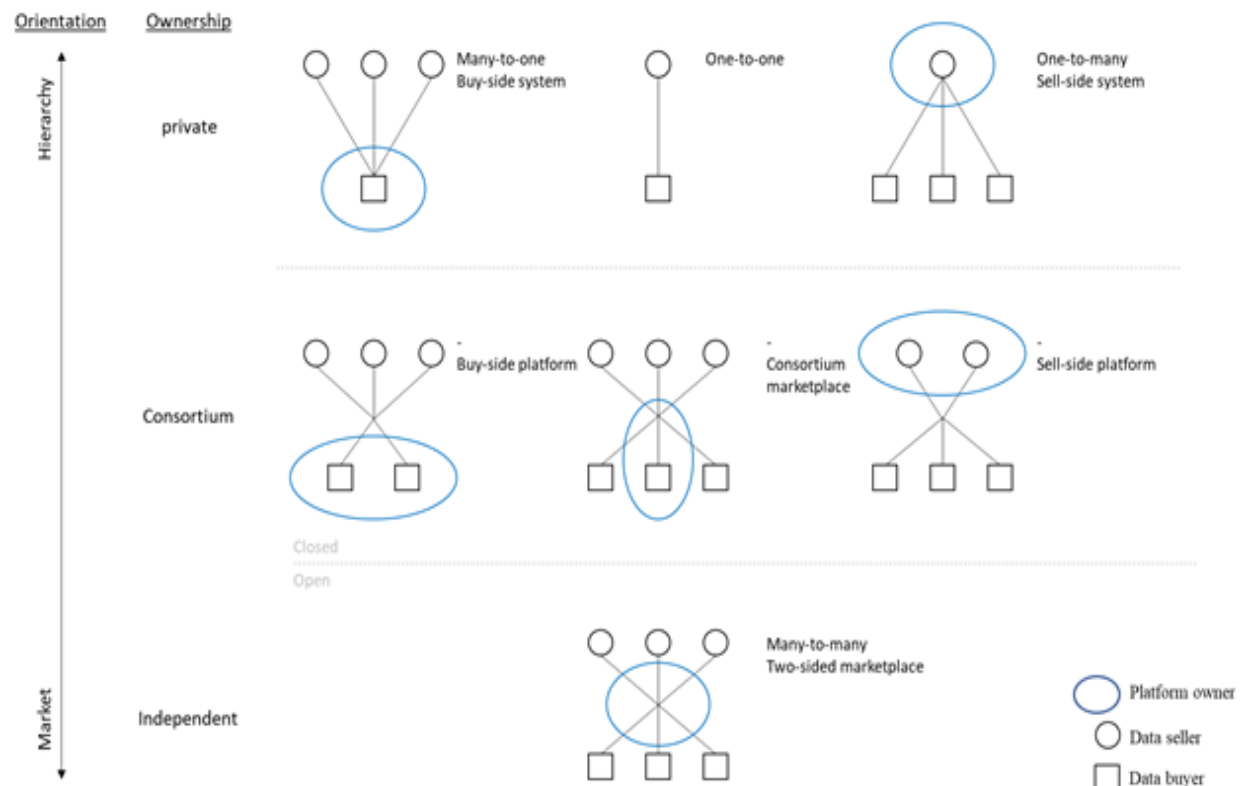 Orientation
Ownership
Hierarchy
private
Many-to-one
Buy-side system
One-to-one
One-to-many
Sell-side system
Consortium
-
Buy-side platform
-
Consortium
marketplace
-
Sell-side platform
Closed
Open
Market
Independent
Many-to-many
Two-sided marketplace
Platform owner
Data seller
Data buyer